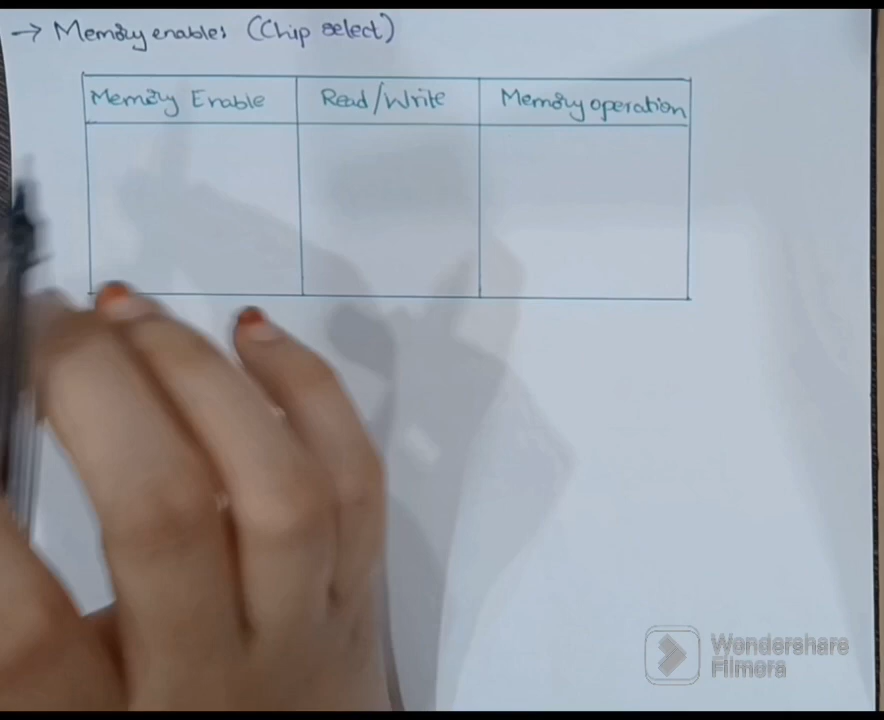 → Memory enable: (Chip select)
Memory Enable Read/Write Memory operation
Wondershare
Filmora